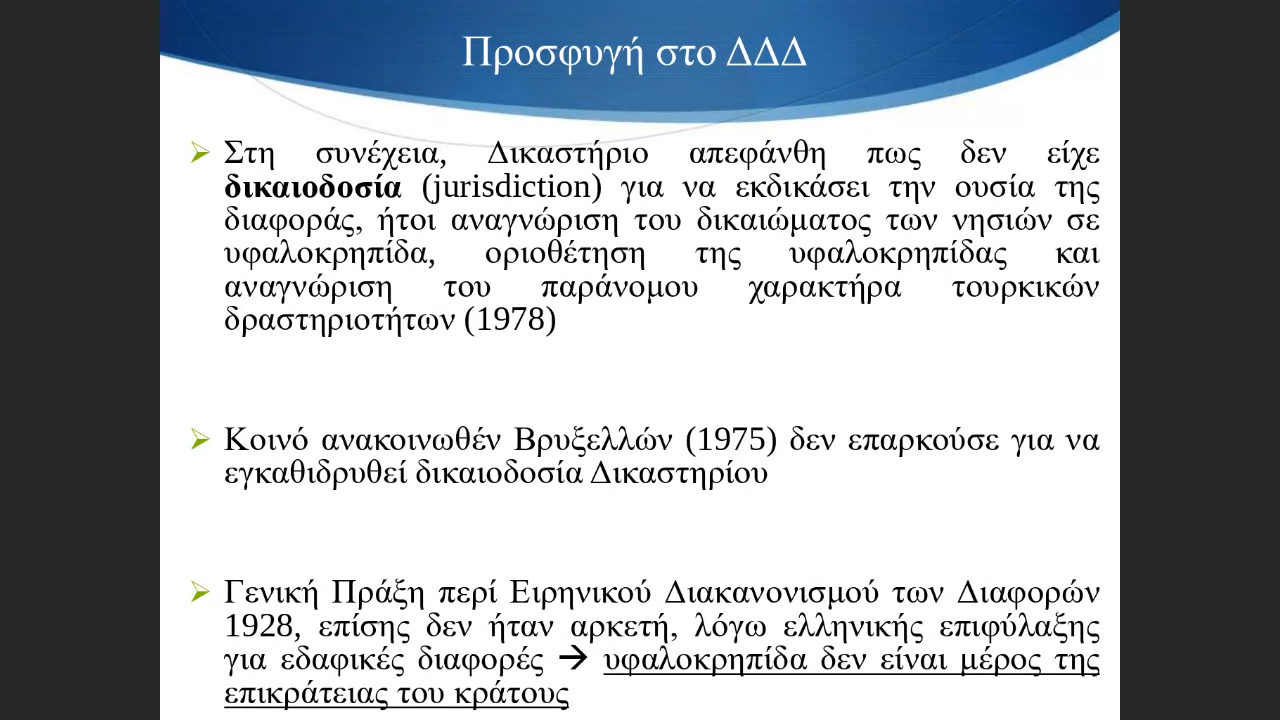 Προσφυγή στο ΔΔΔ
Στη συνέχεια, Δικαστήριο απεφάνθη πως δεν είχε
δικαιοδοσία (jurisdiction) για να εκδικάσει την ουσία της
διαφοράς, ήτοι αναγνώριση του δικαιώματος των νησιών σε
υφαλοκρηπίδα, οριοθέτηση της υφαλοκρηπίδας και
αναγνώριση του παράνομου χαρακτήρα τουρκικών
δραστηριοτήτων (1978)
Κοινό ανακοινωθέν Βρυξελλών (1975) δεν επαρκούσε για να
εγκαθιδρυθεί δικαιοδοσία Δικαστηρίου
Γενική Πράξη περί Ειρηνικού Διακανονισμού των Διαφορών
1928, επίσης δεν ήταν αρκετή, λόγω ελληνικής επιφύλαξης
για εδαφικές διαφορές → υφαλοκρηπίδα δεν είναι μέρος της
επικράτειας του κράτους